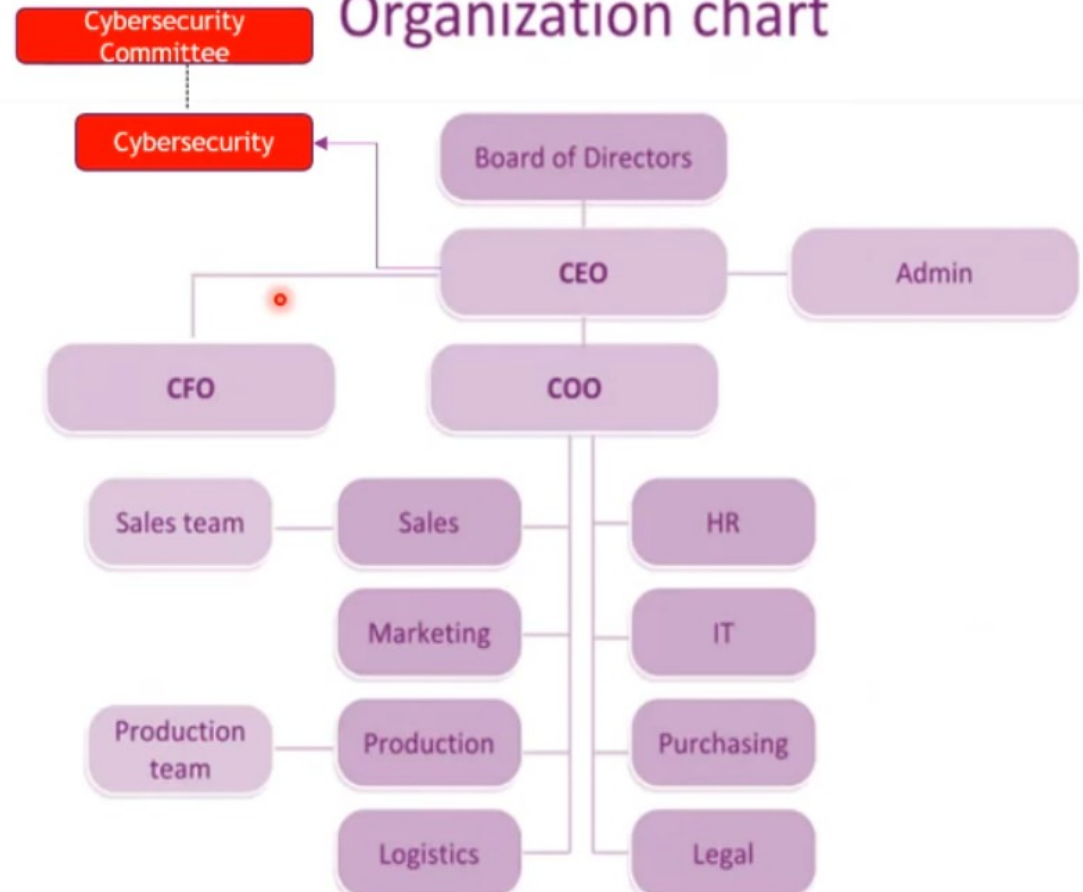 Organization chart
Cybersecurity
Committee
Cybersecurity
Board of Directors
CEO
Admin
CFO
COO
Sales team
Sales
HR
Marketing
IT
Production
team
Production
Purchasing
Logistics
Legal